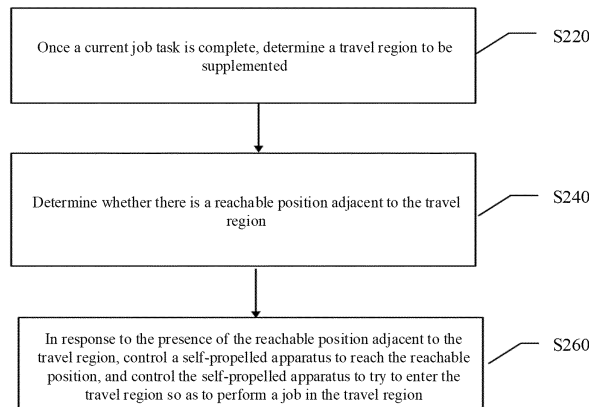 Once a current job task is complete, determine a travel region to be
supplemented
S220
Determine whether there is a reachable position adjacent to the travel
region
S240
In response to the presence of the reachable position adjacent to the
travel region, control a self-propelled apparatus to reach the reachable
position, and control the self-propelled apparatus to try to enter the
travel region so as to perform a job in the travel region
S260